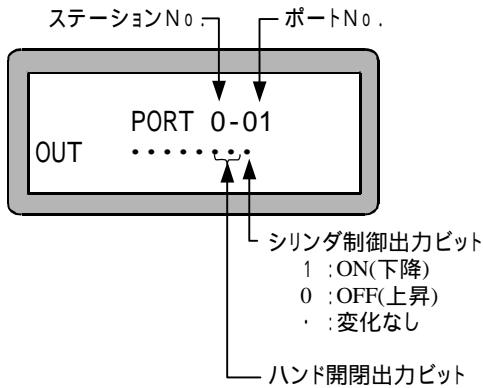 ステーションNo.
ポートNo.
PORT 0-01
OUT ········
シリンダ制御出力ビット
1 :ON(下降)
0 :OFF(上昇)
· :変化なし
ハンド開閉出力ビット